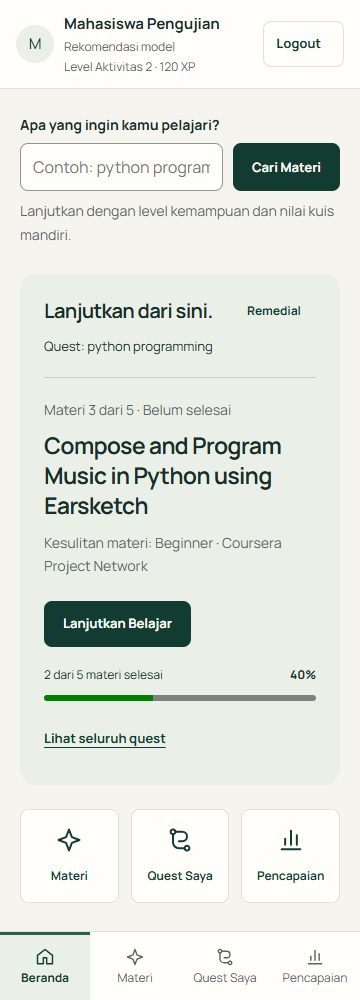 M
Mahasiswa Pengujian
Rekomendasi model
Level Aktivitas 2 · 120 XP
Logout
Apa yang ingin kamu pelajari?
Contoh: python program
Cari Materi
Lanjutkan dengan level kemampuan dan nilai kuis
mandiri.
Lanjutkan dari sini.
Remedial
Quest: python programming
Materi 3 dari 5 · Belum selesai
Compose and Program
Music in Python using
Earsketch
Kesulitan materi: Beginner · Coursera
Project Network
Lanjutkan Belajar
2 dari 5 materi selesai
40%
Lihat seluruh quest
Materi
Quest Saya
Pencapaian
Beranda
Materi
Quest Saya
Pencapaian